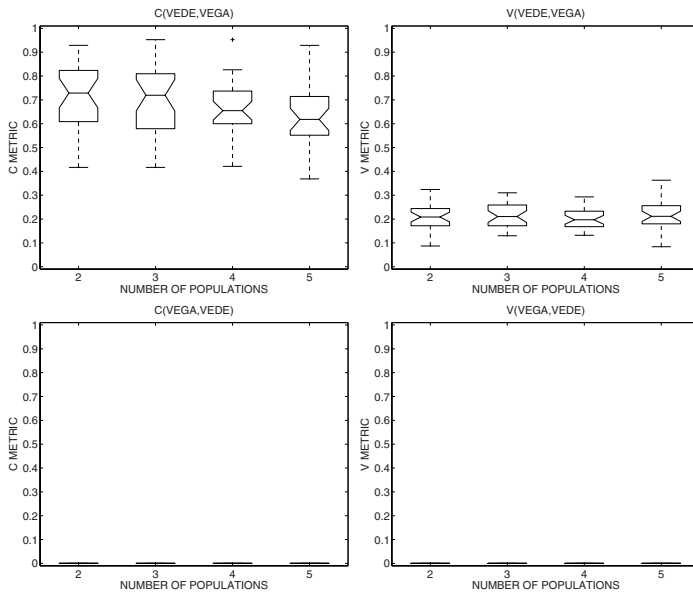 C(VEDE,VEGA)
1
0.9
0.8
0.7
0.6
0.5
0.4
0.3
0.2
0.1
0
C METRIC
2 3 4 5
NUMBER OF POPULATIONS
V(VEDE,VEGA)
1
0.9
0.8
0.7
0.6
0.5
0.4
0.3
0.2
0.1
0
V METRIC
2 3 4 5
NUMBER OF POPULATIONS
C(VEGA,VEDE)
1
0.9
0.8
0.7
0.6
0.5
0.4
0.3
0.2
0.1
0
C METRIC
2 3 4 5
NUMBER OF POPULATIONS
V(VEGA,VEDE)
1
0.9
0.8
0.7
0.6
0.5
0.4
0.3
0.2
0.1
0
V METRIC
2 3 4 5
NUMBER OF POPULATIONS